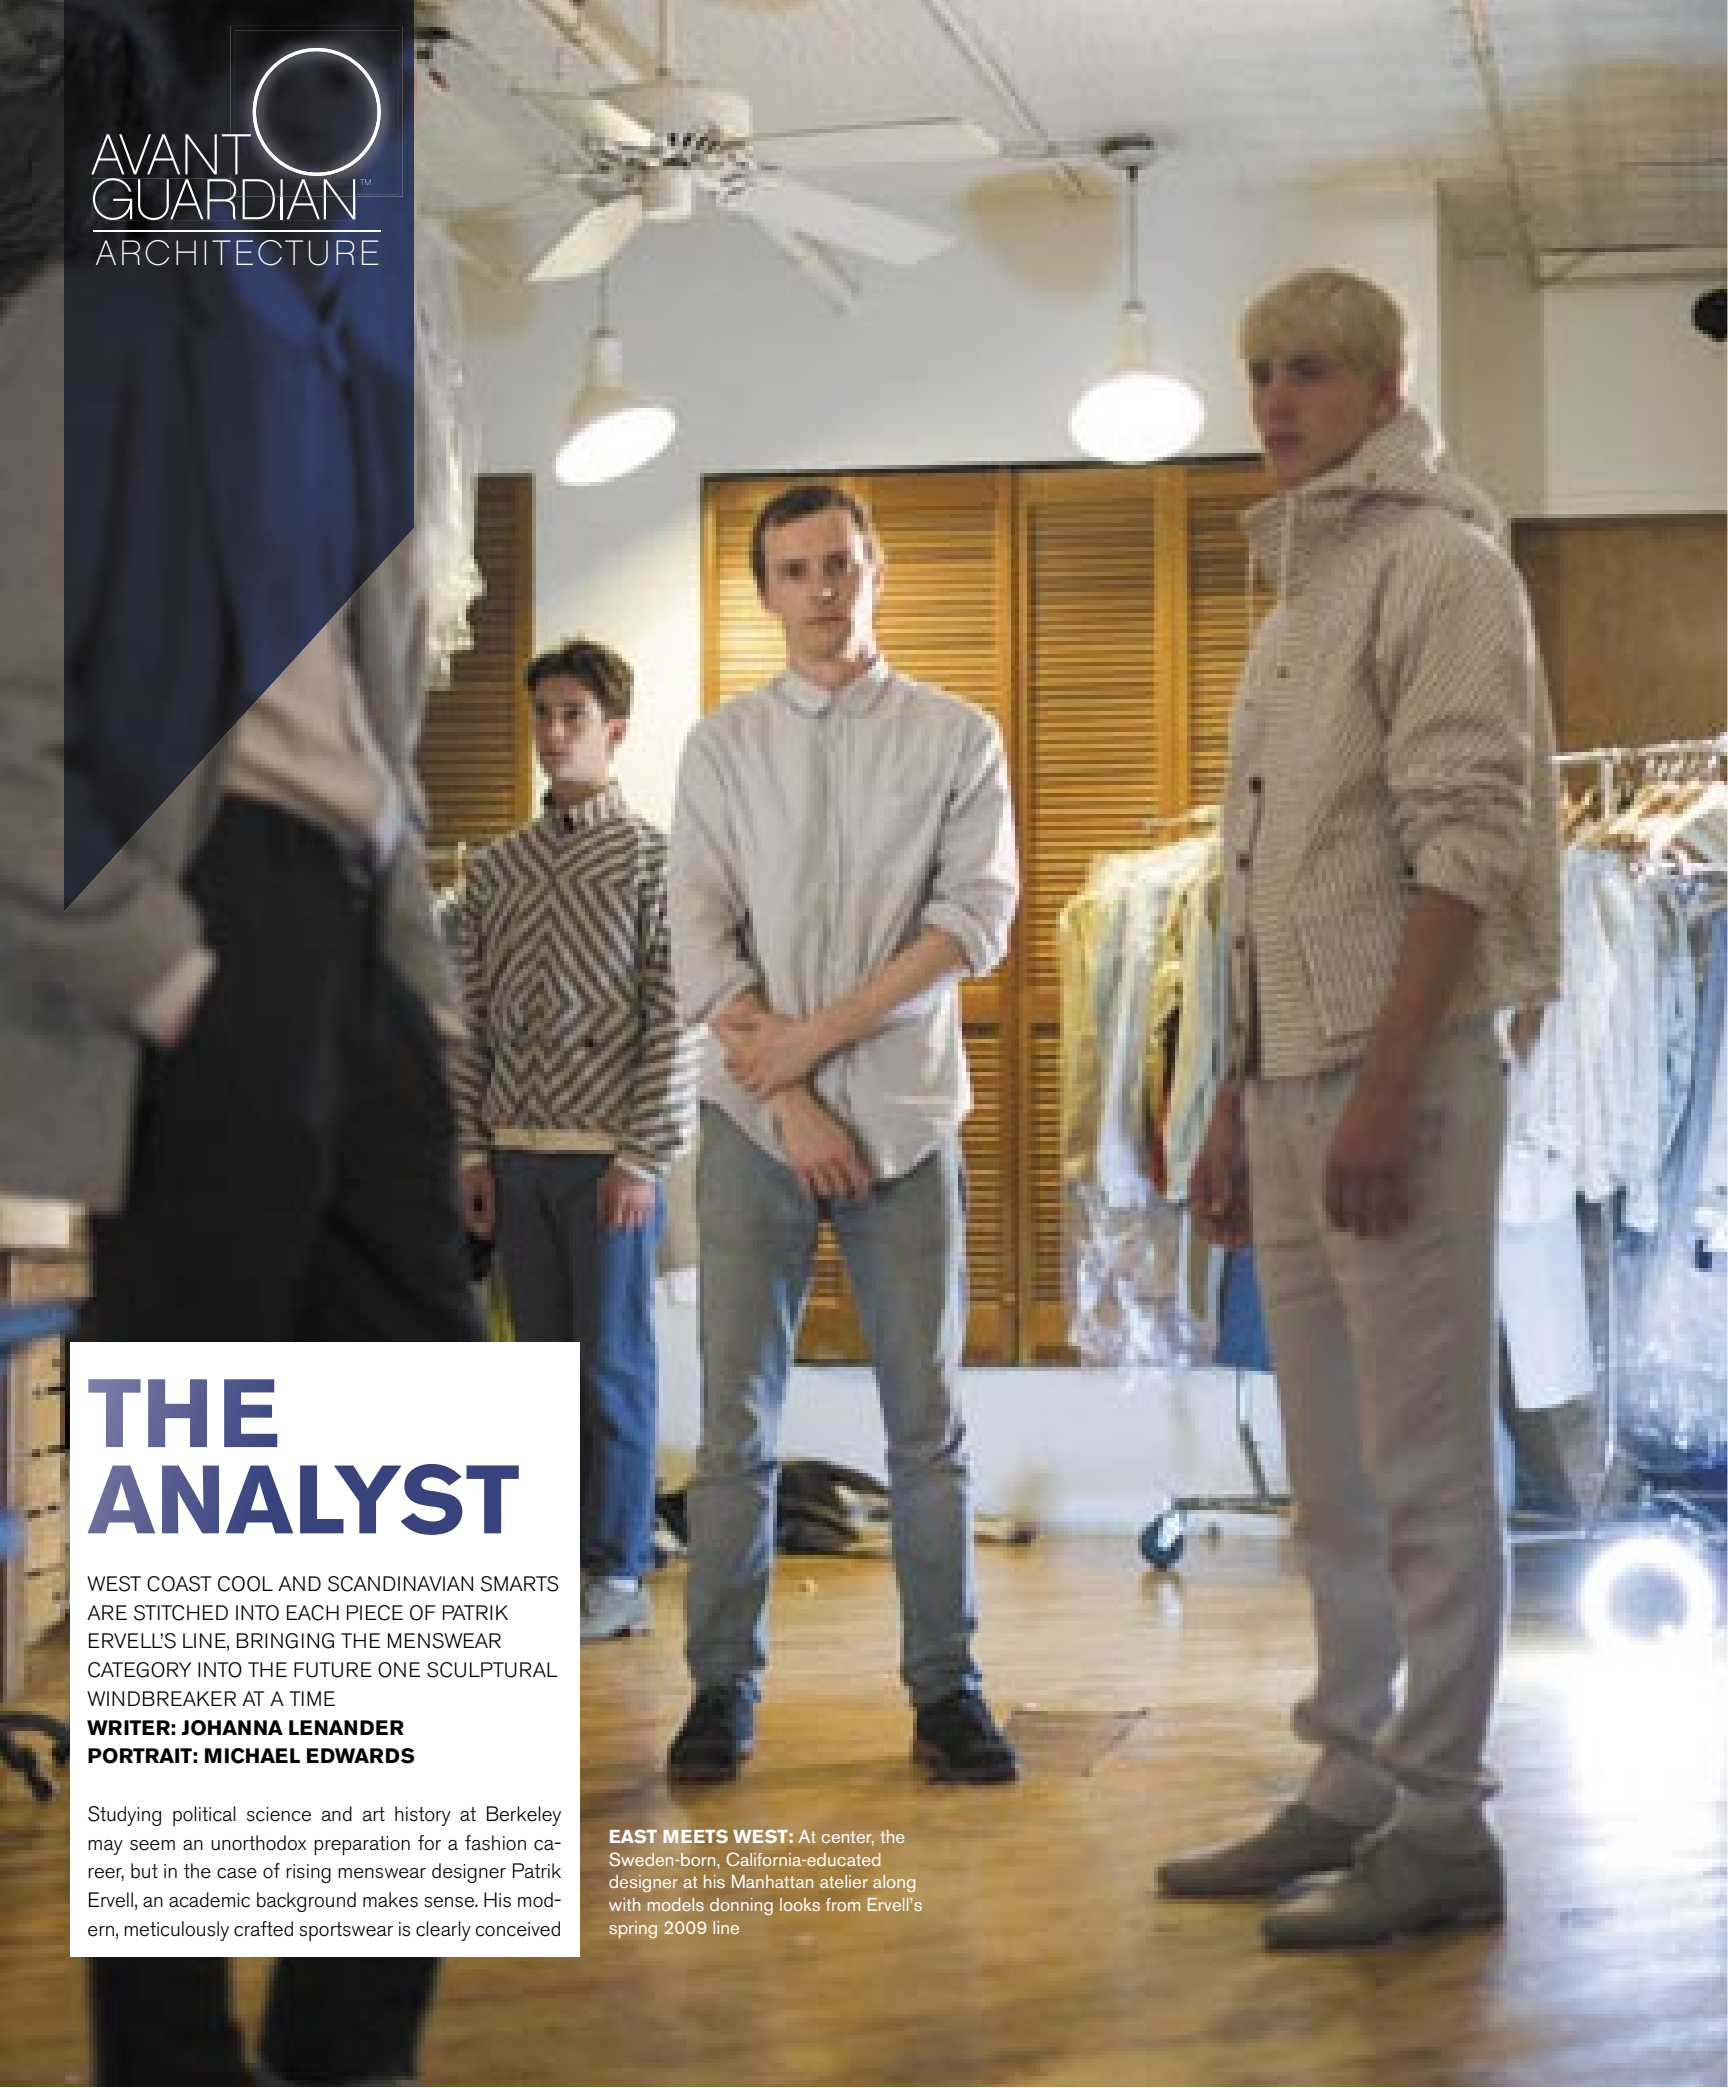 AVANT
GUARDIAN™
ARCHITECTURE
THE
ANALYST
WEST COAST COOL AND SCANDINAVIAN SMARTS
ARE STITCHED INTO EACH PIECE OF PATRIK
ERVELL'S LINE, BRINGING THE MENSWEAR
CATEGORY INTO THE FUTURE ONE SCULPTURAL
WINDBREAKER AT A TIME
WRITER: JOHANNA LENANDER
PORTRAIT: MICHAEL EDWARDS
Studying political science and art history at Berkeley
may seem an unorthodox preparation for a fashion ca-
reer, but in the case of rising menswear designer Patrik
Ervell, an academic background makes sense. His mod-
ern, meticulously crafted sportswear is clearly conceived
EAST MEETS WEST: At center, the
Sweden-born, California-educated
designer at his Manhattan atelier along
with models donning looks from Ervell's
spring 2009 line